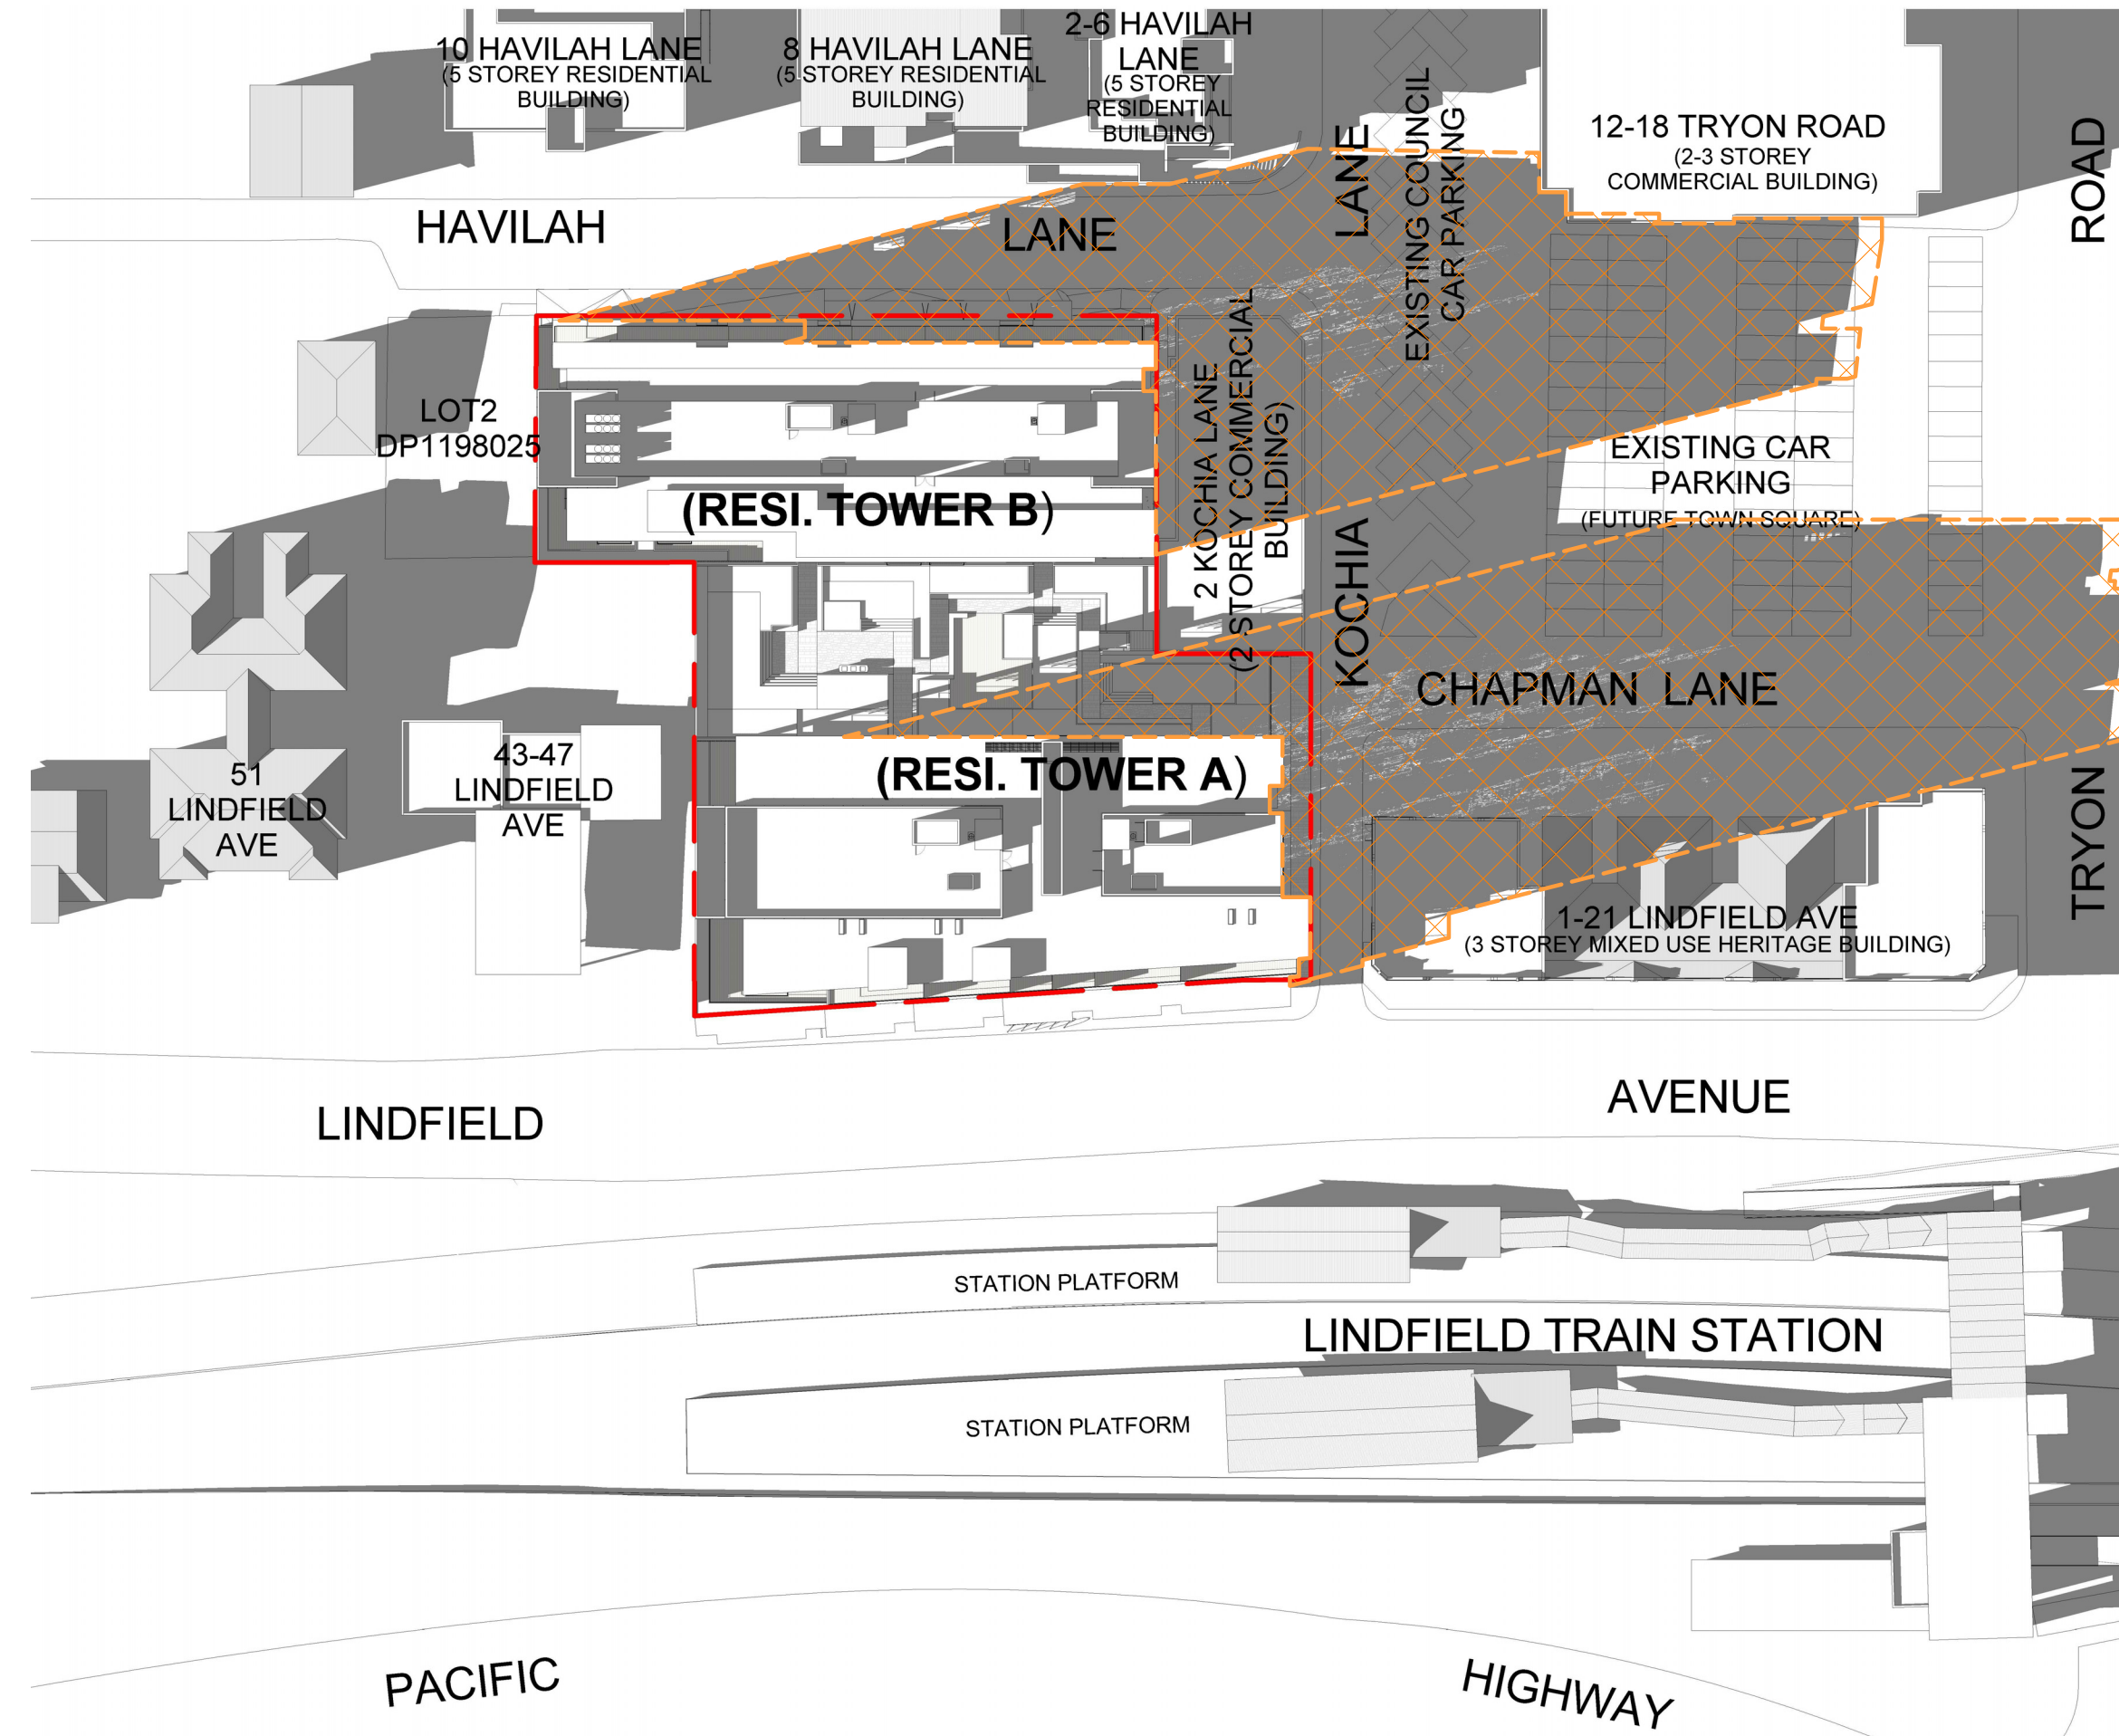 10 HAVILAH LANE
(5 STOREY RESIDENTIAL
BUILDING)
8 HAVILAH LANE
(5 STOREY RESIDENTIAL
BUILDING)
2-6 HAVILAH
LANE
(5 STOREY
RESIDENTIAL
BUILDING)
12-18 TRYON ROAD
(2-3 STOREY
COMMERCIAL BUILDING)
ROAD
HAVILAH
LANE
LANE
EXISTING COUNCIL
CAR PARKING
LOT2
DP1198025
(RESI. TOWER B)
2 KOCHIA LANE
(2 STOREY COMMERCIAL
BUILDING)
EXISTING CAR
PARKING
(FUTURE TOWN SQUARE)
KOCHIA
CHAPMAN LANE
51
LINDFIELD
AVE
43-47
LINDFIELD
AVE
(RESI. TOWER A)
TRYON
1-21 LINDFIELD AVE
(3 STOREY MIXED USE HERITAGE BUILDING)
LINDFIELD
AVENUE
STATION PLATFORM
LINDFIELD TRAIN STATION
STATION PLATFORM
PACIFIC
HIGHWAY